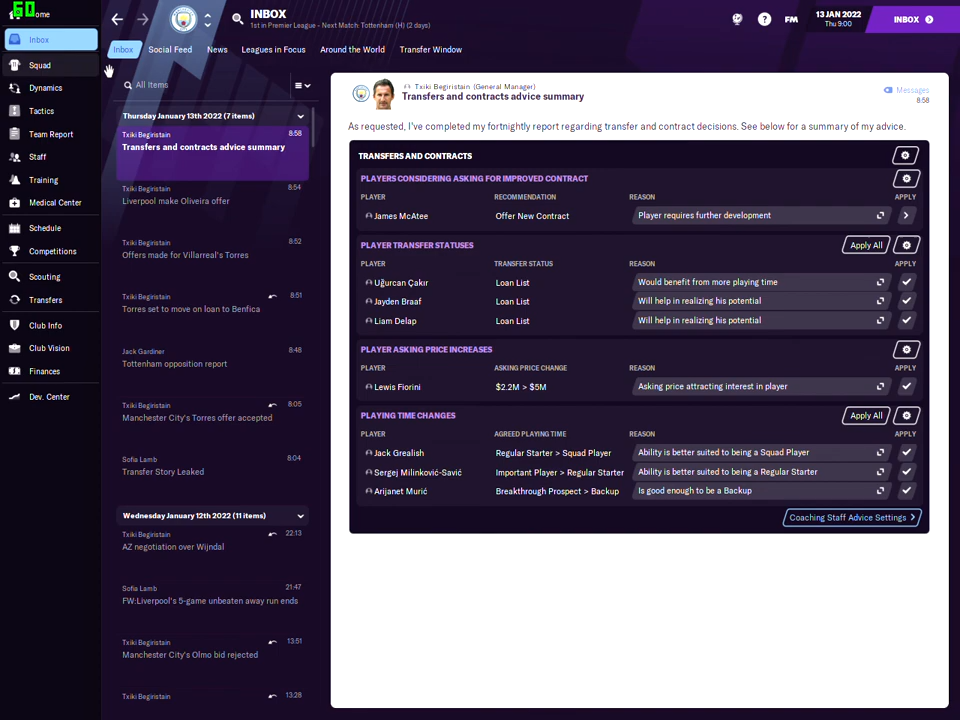 60
ome
Inbox
Squad
Dynamics
Tactics
Team Report
Staff
Training
Medical Center
Schedule
Competitions
Scouting
Transfers
Club Info
Club Vision
Finances
Dev. Center
INBOX
1st in Premier League - Next Match: Tottenham (H) (2 days)
?
FM
13 JAN 2022
Thu 9:00
INBOX
Inbox
Social Feed
News
Leagues in Focus
Around the World
Transfer Window
All Items
Thursday January 13th 2022 (7 items)
Txiki Begiristain
8:58
Transfers and contracts advice summary
Txiki Begiristain
8:54
Liverpool make Oliveira offer
Txiki Begiristain
8:52
Offers made for Villarreal's Torres
Txiki Begiristain
8:51
Torres set to move on loan to Benfica
Jack Gardiner
8:48
Tottenham opposition report
Txiki Begiristain
8:05
Manchester City's Torres offer accepted
Sofia Lamb
8:04
Transfer Story Leaked
Wednesday January 12th 2022 (11 items)
Txiki Begiristain
22:13
AZ negotiation over Wijndal
Sofia Lamb
21:47
FW:Liverpool's 5-game unbeaten away run ends
Txiki Begiristain
13:51
Manchester City's Olmo bid rejected
Txiki Begiristain
13:28
Txiki Begiristain (General Manager)
Transfers and contracts advice summary
Messages
8:58
As requested, I've completed my fortnightly report regarding transfer and contract decisions. See below for a summary of my advice.
TRANSFERS AND CONTRACTS
PLAYERS CONSIDERING ASKING FOR IMPROVED CONTRACT
PLAYER RECOMMENDATION REASON APPLY
James McAtee Offer New Contract Player requires further development
PLAYER TRANSFER STATUSES Apply All
PLAYER TRANSFER STATUS REASON APPLY
Uğurcan Çakır Loan List Would benefit from more playing time
Jayden Braaf Loan List Will help in realizing his potential
Liam Delap Loan List Will help in realizing his potential
PLAYER ASKING PRICE INCREASES
PLAYER ASKING PRICE CHANGE REASON APPLY
Lewis Fiorini $2.2M > $5M Asking price attracting interest in player
PLAYING TIME CHANGES Apply All
PLAYER AGREED PLAYING TIME REASON APPLY
Jack Grealish Regular Starter > Squad Player Ability is better suited to being a Squad Player
Sergej Milinković-Savić Important Player > Regular Starter Ability is better suited to being a Regular Starter
Arijanet Murić Breakthrough Prospect > Backup Is good enough to be a Backup
Coaching Staff Advice Settings